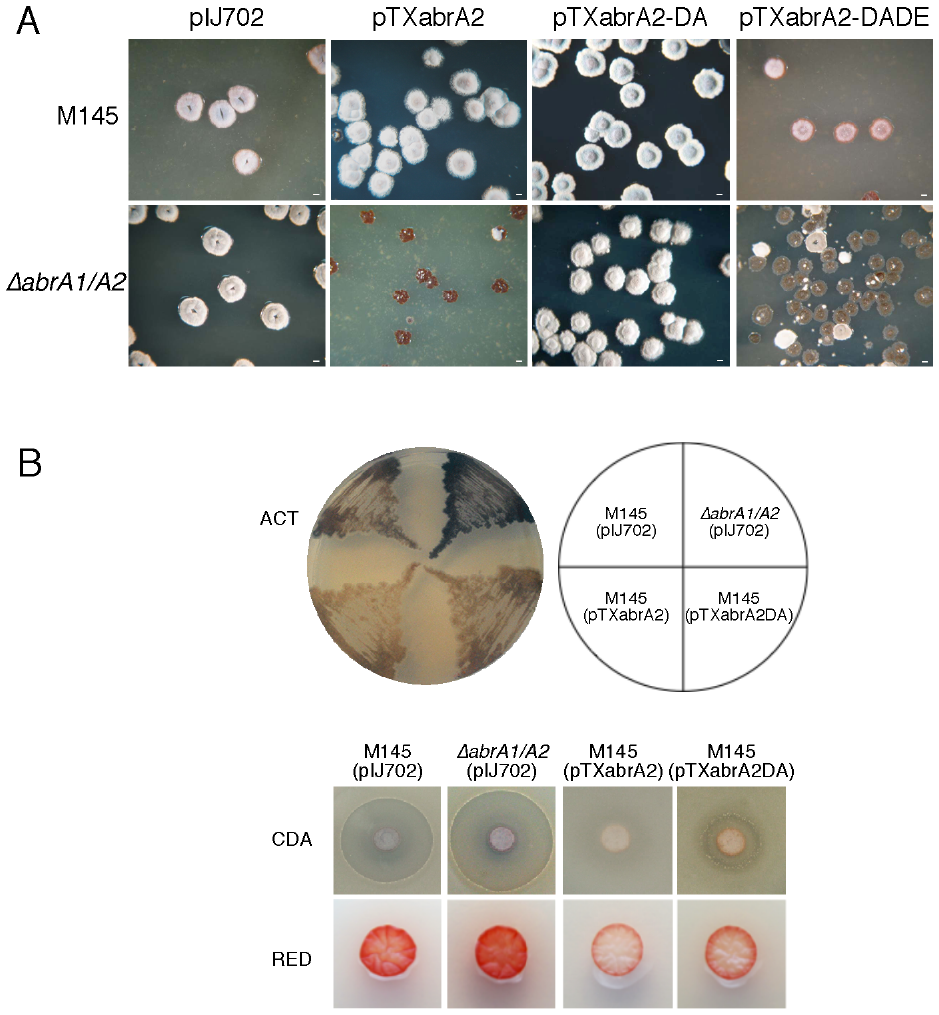 A
pIJ702 pTXabrA2 pTXabrA2-DA pTXabrA2-DADE
M145
ΔabrA1/A2
B
ACT
M145 ΔabrA1/A2
(pIJ702) (pIJ702)
M145 M145
(pTXabrA2) (pTXabrA2DA)
M145 ΔabrA1/A2 M145 M145
(pIJ702) (pIJ702) (pTXabrA2) (pTXabrA2DA)
CDA
RED